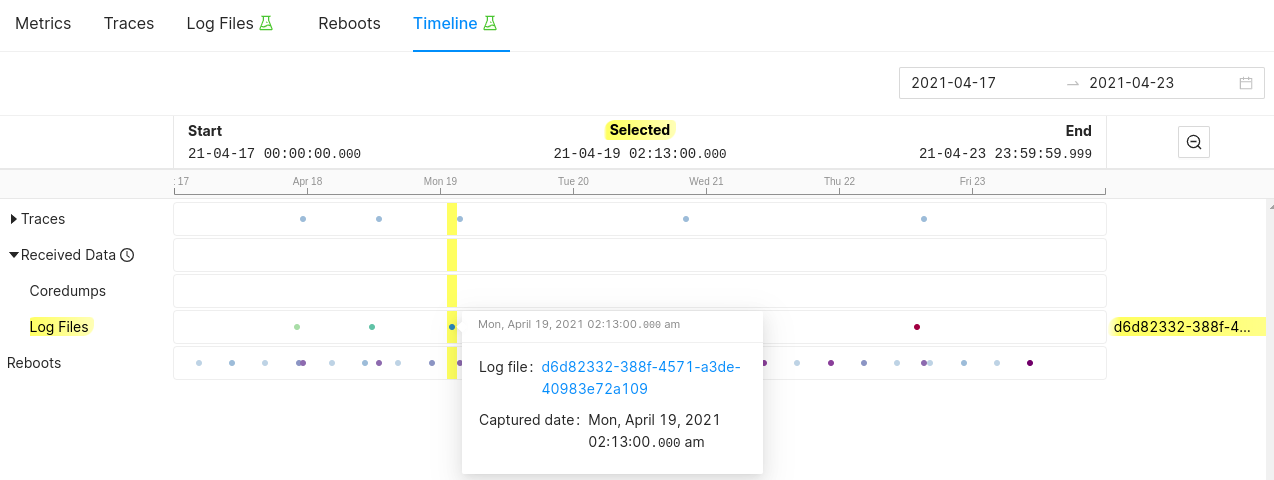 Metrics Traces Log Files Reboots Timeline
2021-04-17 → 2021-04-23
Start Selected End
21-04-17 00:00:00.000 21-04-19 02:13:00.000 21-04-23 23:59:59.999
: 17 Apr 18 Mon 19 Tue 20 Wed 21 Thu 22 Fri 23
Traces
Received Data
Coredumps
Log Files d6d82332-388f-4...
Mon, April 19, 2021 02:13:00.000 am
Reboots
Log file: d6d82332-388f-4571-a3de-
40983e72a109
Captured date: Mon, April 19, 2021
02:13:00.000 am